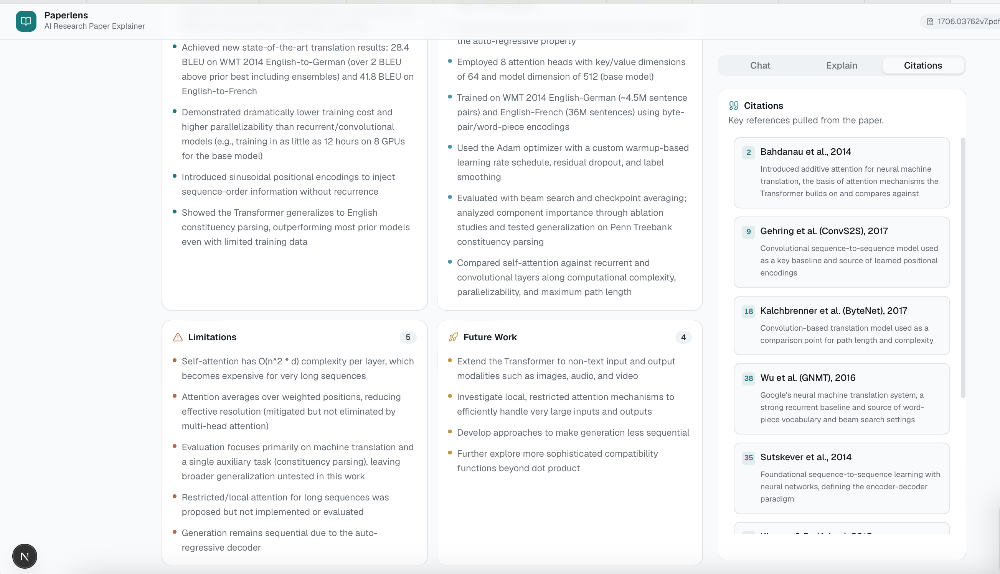 Paperlens
AI Research Paper Explainer
1706.03762v7.pdf
Achieved new state-of-the-art translation results: 28.4
BLEU on WMT 2014 English-to-German (over 2 BLEU
above prior best including ensembles) and 41.8 BLEU on
English-to-French
Demonstrated dramatically lower training cost and
higher parallelizability than recurrent/convolutional
models (e.g., training in as little as 12 hours on 8 GPUs
for the base model)
Introduced sinusoidal positional encodings to inject
sequence-order information without recurrence
Showed the Transformer generalizes to English
constituency parsing, outperforming most prior models
even with limited training data
the auto-regressive property
Employed 8 attention heads with key/value dimensions
of 64 and model dimension of 512 (base model)
Trained on WMT 2014 English-German (~4.5M sentence
pairs) and English-French (36M sentences) using byte-
pair/word-piece encodings
Used the Adam optimizer with a custom warmup-based
learning rate schedule, residual dropout, and label
smoothing
Evaluated with beam search and checkpoint averaging;
analyzed component importance through ablation
studies and tested generalization on Penn Treebank
constituency parsing
Compared self-attention against recurrent and
convolutional layers along computational complexity,
parallelizability, and maximum path length
Limitations 5
Self-attention has O(n^2 * d) complexity per layer, which
becomes expensive for very long sequences
Attention averages over weighted positions, reducing
effective resolution (mitigated but not eliminated by
multi-head attention)
Evaluation focuses primarily on machine translation and
a single auxiliary task (constituency parsing), leaving
broader generalization untested in this work
Restricted/local attention for long sequences was
proposed but not implemented or evaluated
Generation remains sequential due to the auto-
regressive decoder
Future Work 4
Extend the Transformer to non-text input and output
modalities such as images, audio, and video
Investigate local, restricted attention mechanisms to
efficiently handle very large inputs and outputs
Develop approaches to make generation less sequential
Further explore more sophisticated compatibility
functions beyond dot product
Chat Explain Citations
Citations
Key references pulled from the paper.
2 Bahdanau et al., 2014
Introduced additive attention for neural machine
translation, the basis of attention mechanisms the
Transformer builds on and compares against
9 Gehring et al. (ConvS2S), 2017
Convolutional sequence-to-sequence model used
as a key baseline and source of learned positional
encodings
18 Kalchbrenner et al. (ByteNet), 2017
Convolution-based translation model used as a
comparison point for path length and complexity
38 Wu et al. (GNMT), 2016
Google's neural machine translation system, a
strong recurrent baseline and source of word-
piece vocabulary and beam search settings
35 Sutskever et al., 2014
Foundational sequence-to-sequence learning with
neural networks, defining the encoder-decoder
paradigm
N